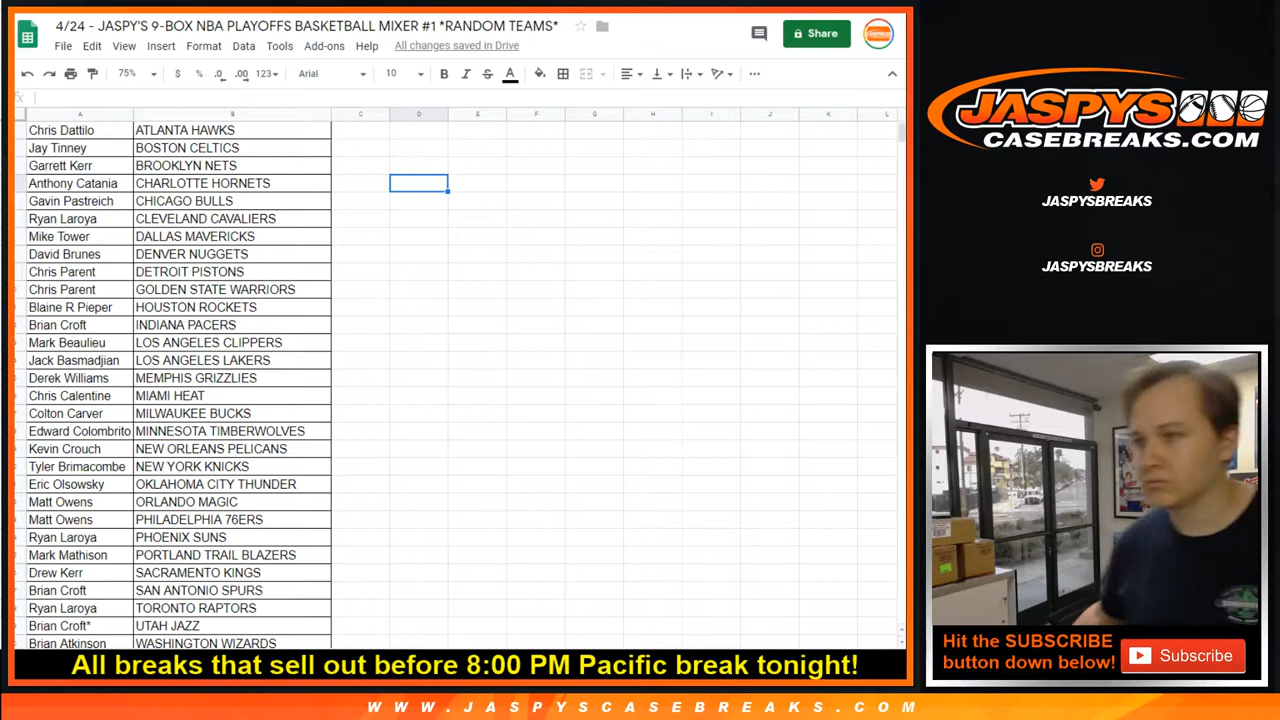 4/24 - JASPY'S 9-BOX NBA PLAYOFFS BASKETBALL MIXER #1 *RANDOM TEAMS*
File Edit View Insert Format Data Tools Add-ons Help All changes saved in Drive
Share
75% $ % .0 .00 123 Arial 10 B I S A
A B C D E F G H I J K L
Chris Dattilo ATLANTA HAWKS
Jay Tinney BOSTON CELTICS
Garrett Kerr BROOKLYN NETS
Anthony Catania CHARLOTTE HORNETS
Gavin Pastreich CHICAGO BULLS
Ryan Laroya CLEVELAND CAVALIERS
Mike Tower DALLAS MAVERICKS
David Brunes DENVER NUGGETS
Chris Parent DETROIT PISTONS
Chris Parent GOLDEN STATE WARRIORS
Blaine R Pieper HOUSTON ROCKETS
Brian Croft INDIANA PACERS
Mark Beaulieu LOS ANGELES CLIPPERS
Jack Basmadjian LOS ANGELES LAKERS
Derek Williams MEMPHIS GRIZZLIES
Chris Calentine MIAMI HEAT
Colton Carver MILWAUKEE BUCKS
Edward Colombrito MINNESOTA TIMBERWOLVES
Kevin Crouch NEW ORLEANS PELICANS
Tyler Brimacombe NEW YORK KNICKS
Eric Olsowsky OKLAHOMA CITY THUNDER
Matt Owens ORLANDO MAGIC
Matt Owens PHILADELPHIA 76ERS
Ryan Laroya PHOENIX SUNS
Mark Mathison PORTLAND TRAIL BLAZERS
Drew Kerr SACRAMENTO KINGS
Brian Croft SAN ANTONIO SPURS
Ryan Laroya TORONTO RAPTORS
Brian Croft* UTAH JAZZ
Brian Atkinson WASHINGTON WIZARDS
JASPYS
CASEBREAKS.COM
JASPYSBREAKS
JASPYSBREAKS
Hit the SUBSCRIBE
button down below!
Subscribe
All breaks that sell out before 8:00 PM Pacific break tonight!
WWW.JASPYSCASEBREAKS.COM